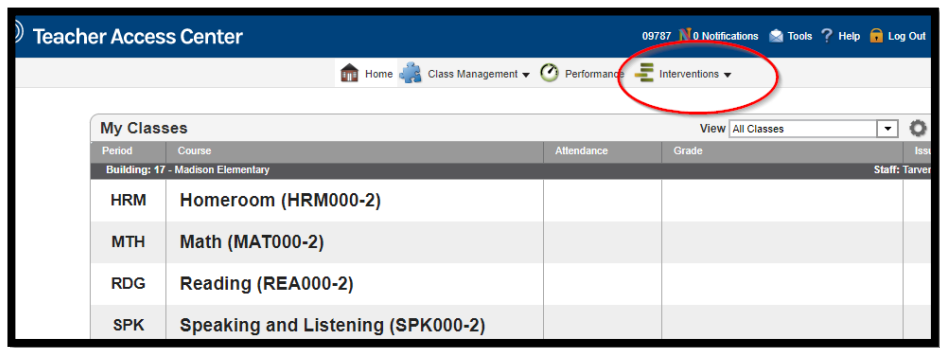 Teacher Access Center
09787 N 0 Notifications Tools ? Help Log Out
Home Class Management Performance Interventions
My Classes View All Classes
Period Course Attendance Grade
Building: 17 - Madison Elementary Staff:
HRM Homeroom (HRM000-2)
MTH Math (MAT000-2)
RDG Reading (REA000-2)
SPK Speaking and Listening (SPK000-2)